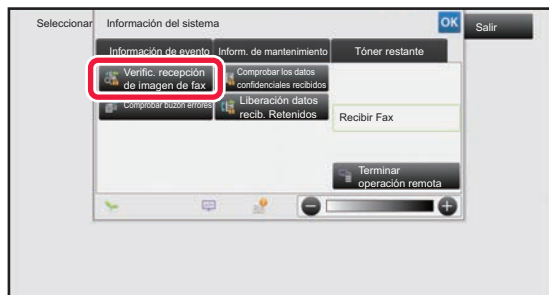 Seleccionar
Información del sistema
OK
Salir
Información de evento
Inform. de mantenimiento
Tóner restante
Verific. recepción
de imagen de fax
Comprobar los datos
confidenciales recibidos
Comprobar buzón errores
Liberación datos
recib. Retenidos
Recibir Fax
Terminar
operación remota